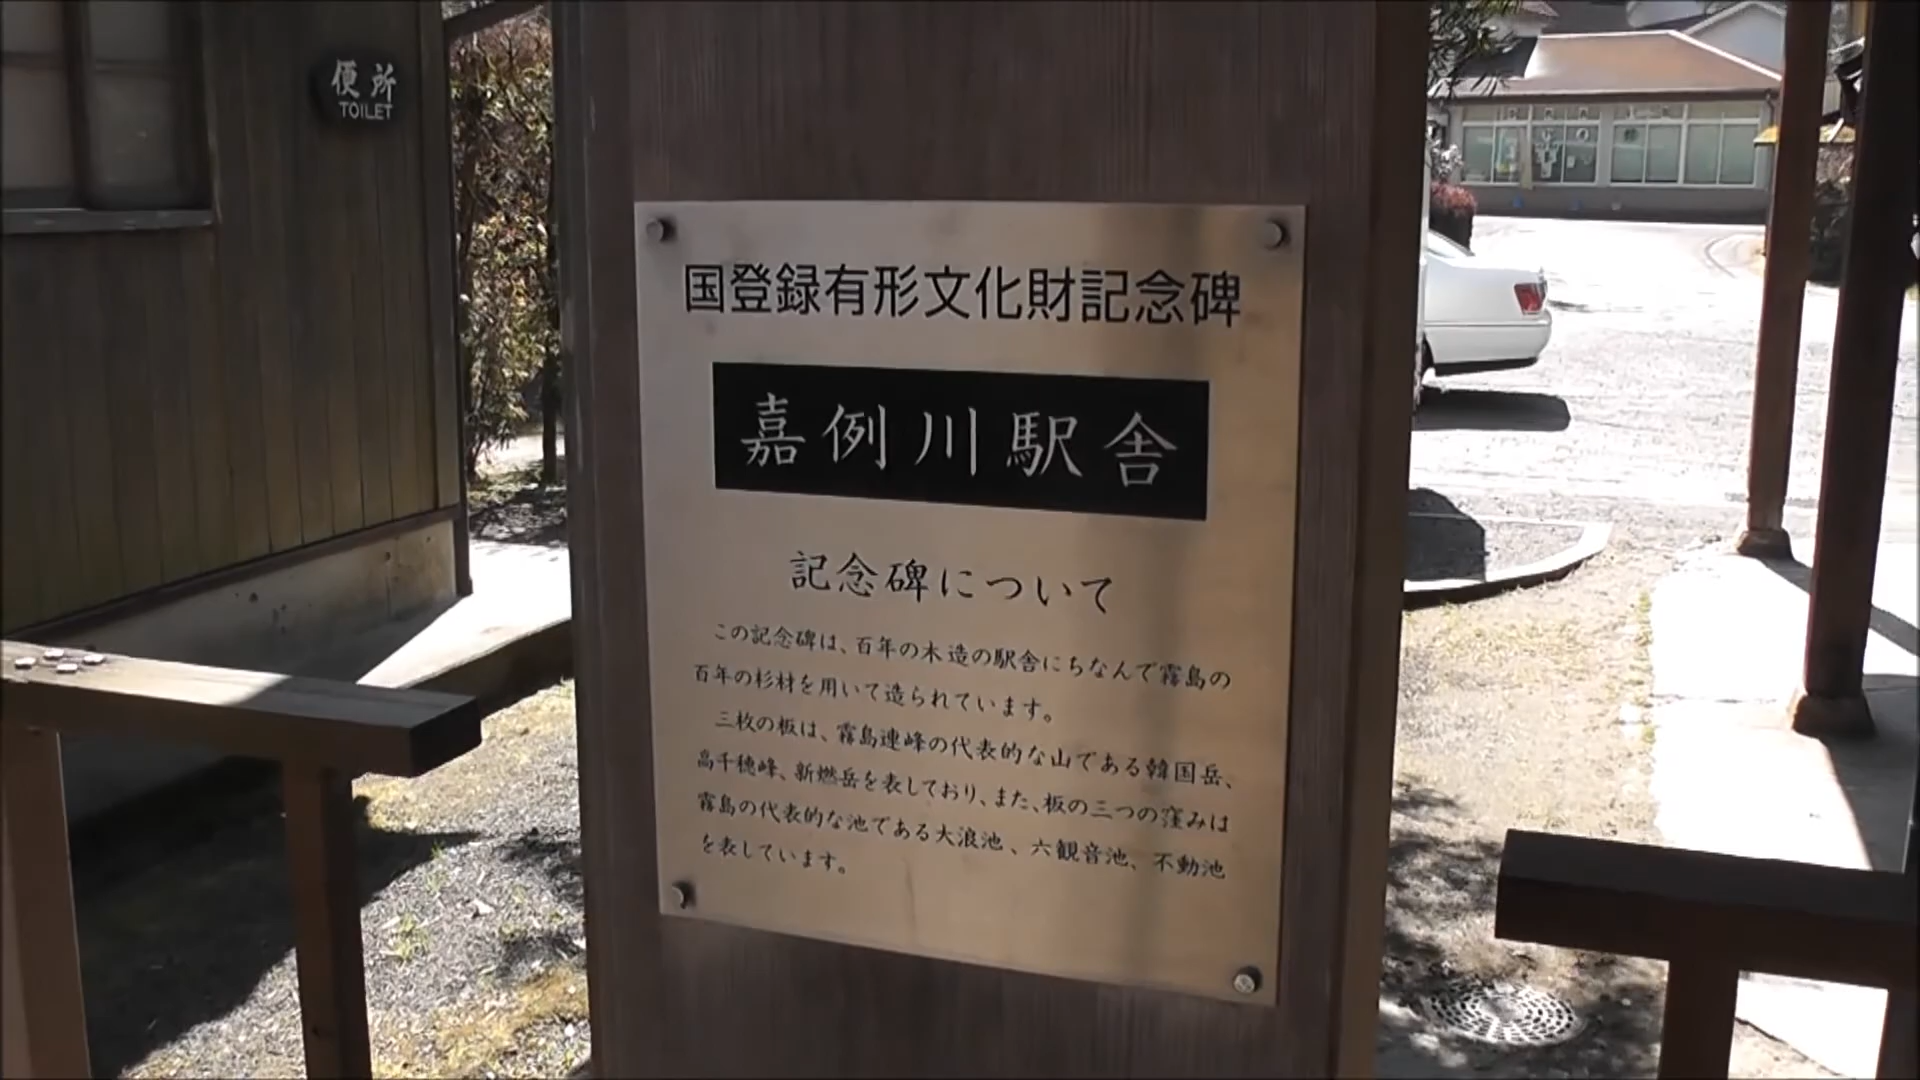 便所
TOILET
国登録有形文化財記念碑
嘉例川駅舎
記念碑について
この記念碑は、百年の木造の駅舎にちなんで霧島の
百年の杉材を用いて造られています。
三枚の板は、霧島連峰の代表的な山である韓国岳、
高千穂峰、新燃岳を表しており、また、板の三つの窪みは
霧島の代表的な池である大浪池、六観音池、不動池
を表しています。